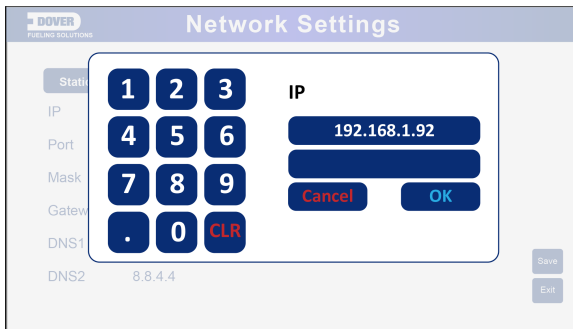 DOVER
FUELING SOLUTIONS
Network Settings
Static
IP
Port
Mask
Gatew
DNS1
DNS2 8.8.4.4
1 2 3
4 5 6
7 8 9
. 0 CLR
IP
192.168.1.92
Cancel OK
Save
Exit